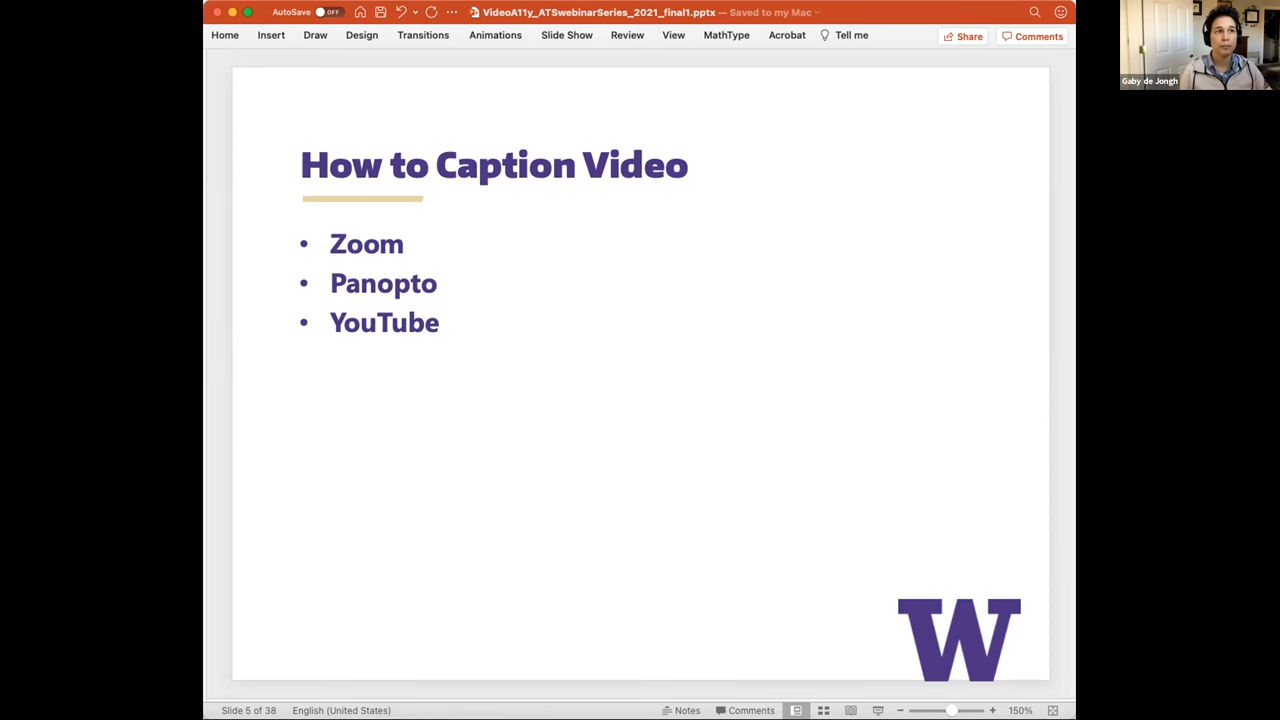 AutoSave OFF VideoA11y_ATSwebinarSeries_2021_final1.pptx — Saved to my Mac
Home Insert Draw Design Transitions Animations Slide Show Review View MathType Acrobat Tell me Share Comments
Gaby de Jongh
How to Caption Video
• Zoom
• Panopto
• YouTube
W
Slide 5 of 38 English (United States) Notes Comments 150%